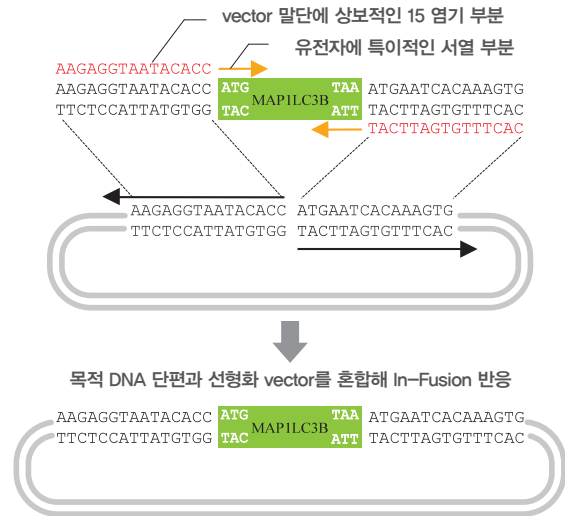 vector 말단에 상보적인 15 염기 부분
유전자에 특이적인 서열 부분
AAGAGGTAATACACC
AAGAGGTAATACACC ATG TAA ATGAATCACAAAGTG
MAP1LC3B
TTCTCCATTATGTGG TAC ATT TACTTAGTGTTTCAC
TACTTAGTGTTTCAC
AAGAGGTAATACACC ATGAATCACAAAGTG
TTCTCCATTATGTGG TACTTAGTGTTTCAC
목적 DNA 단편과 선형화 vector를 혼합해 In-Fusion 반응
AAGAGGTAATACACC ATG TAA ATGAATCACAAAGTG
MAP1LC3B
TTCTCCATTATGTGG TAC ATT TACTTAGTGTTTCAC